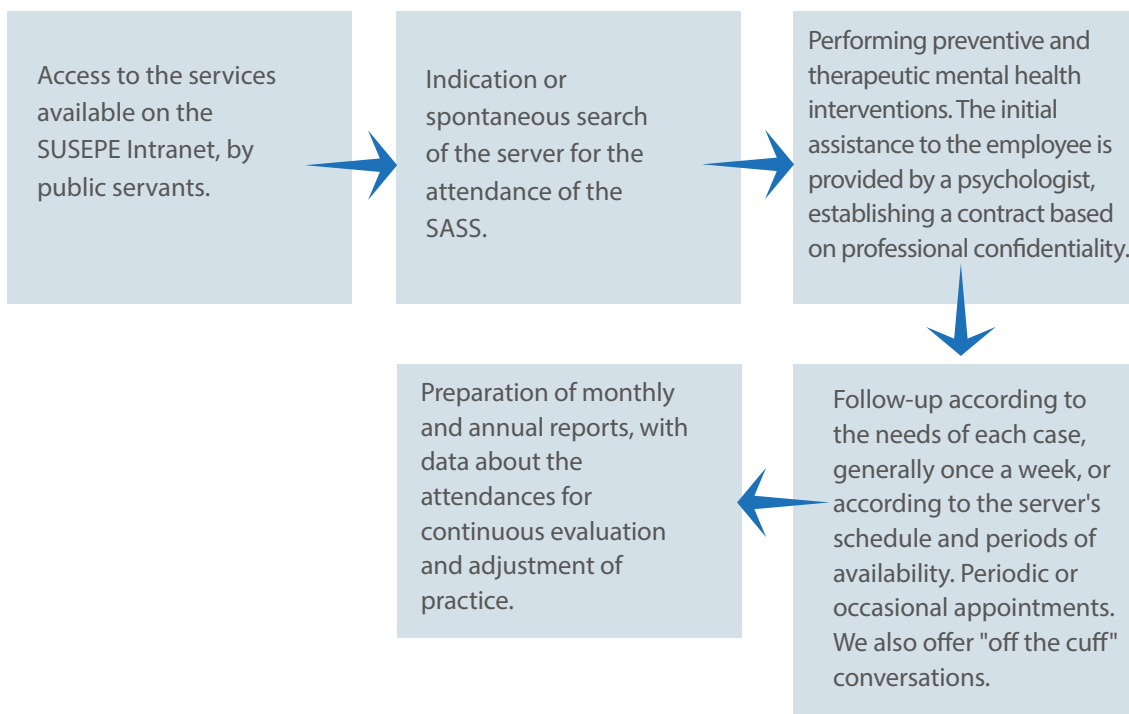 Access to the services
available on the
SUSEPE Intranet, by
public servants.
Indication or
spontaneous search
of the server for the
attendance of the
SASS.
Performing preventive and
therapeutic mental health
interventions. The initial
assistance to the employee is
provided by a psychologist,
establishing a contract based
on professional confidentiality.
Follow-up according to
the needs of each case,
generally once a week, or
according to the server's
schedule and periods of
availability. Periodic or
occasional appointments.
We also offer "off the cuff"
conversations.
Preparation of monthly
and annual reports, with
data about the
attendances for
continuous evaluation
and adjustment of
practice.